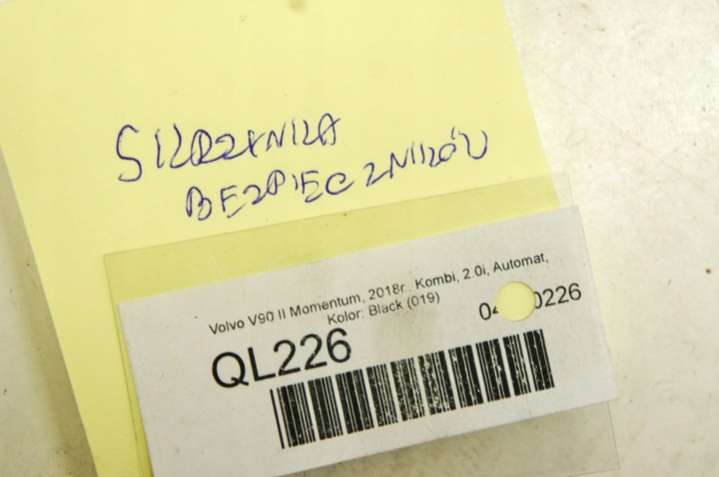 SKRZYNKA
BEZPIECZNIKÓW
Volvo V90 II Momentum, 2018r. Kombi, 2.0i, Automat,
Kolor: Black (019)
QL226